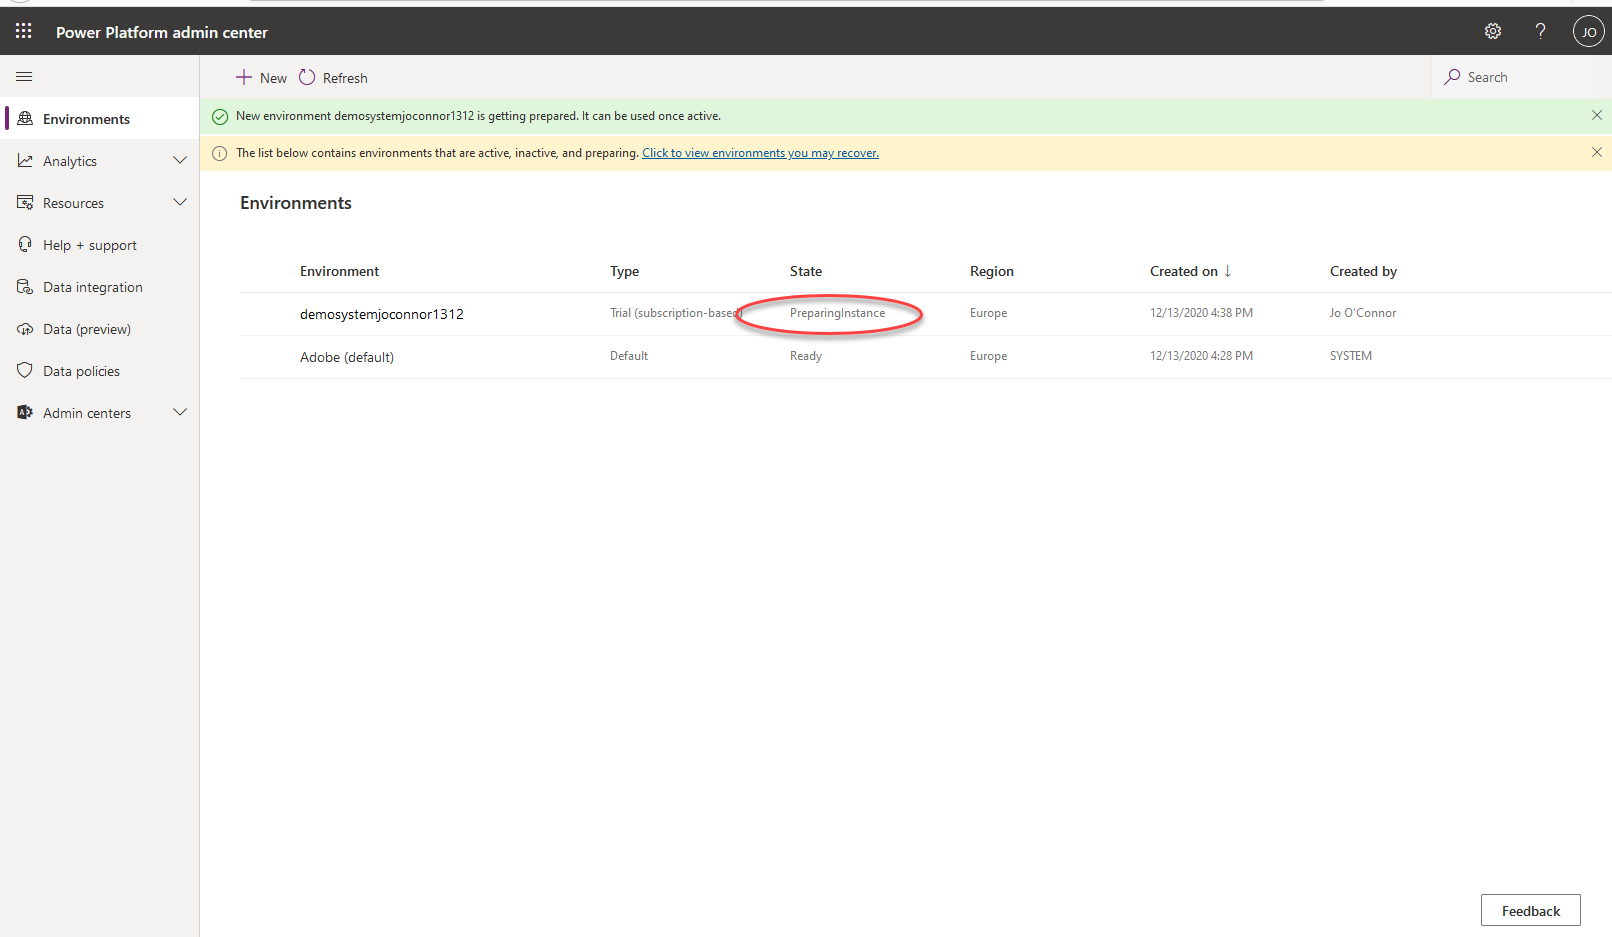 Power Platform admin center
JO
New
Refresh
Search
Environments
Analytics
Resources
Help + support
Data integration
Data (preview)
Data policies
Admin centers
New environment demosystemjoconnor1312 is getting prepared. It can be used once active.
The list below contains environments that are active, inactive, and preparing. Click to view environments you may recover.
Environments
Environment Type State Region Created on ↓ Created by
demosystemjoconnor1312 Trial (subscription-based) PreparingInstance Europe 12/13/2020 4:38 PM Jo O'Connor
Adobe (default) Default Ready Europe 12/13/2020 4:28 PM SYSTEM
Feedback